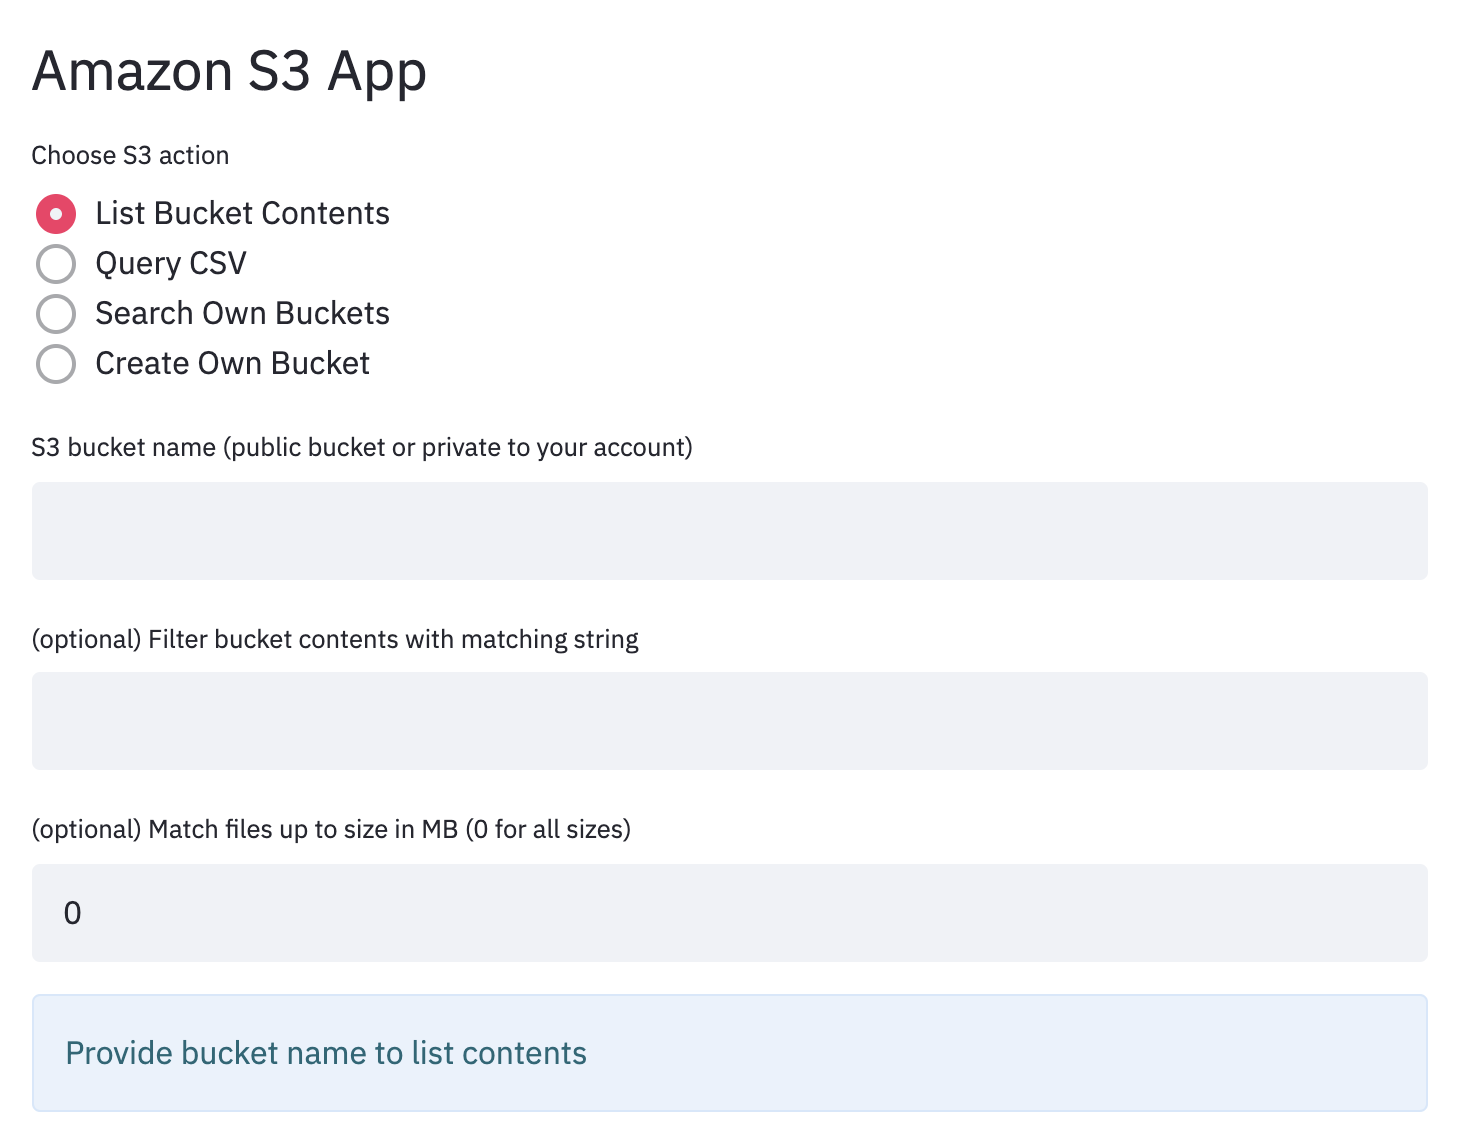 Amazon S3 App
Choose S3 action
List Bucket Contents
Query CSV
Search Own Buckets
Create Own Bucket
S3 bucket name (public bucket or private to your account)
(optional) Filter bucket contents with matching string
(optional) Match files up to size in MB (0 for all sizes)
0
Provide bucket name to list contents